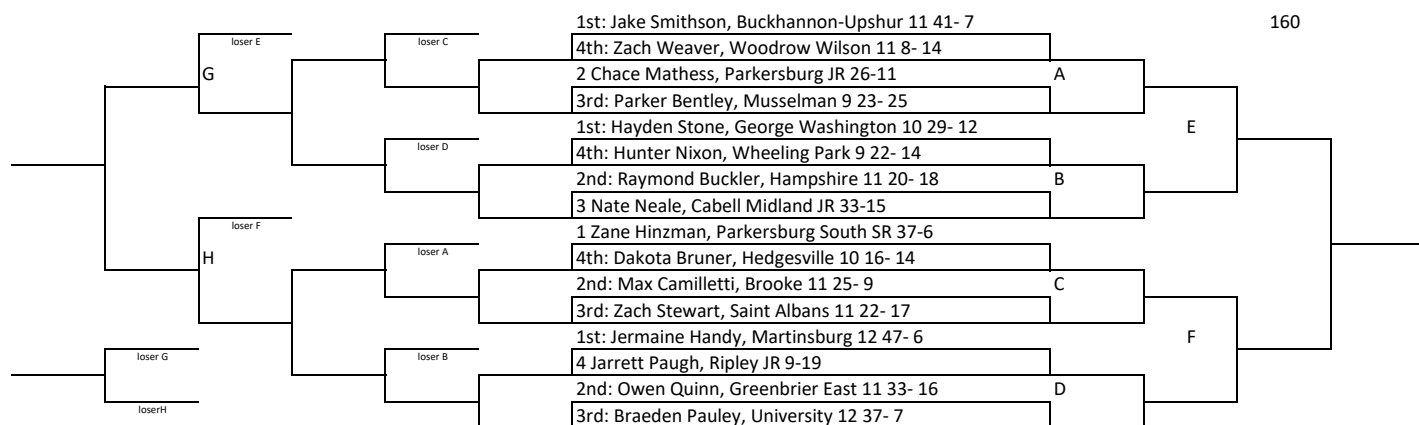 1st: Jake Smithson, Buckhannon-Upshur 11 41- 7
160
loser E
loser C
4th: Zach Weaver, Woodrow Wilson 11 8- 14
G
2 Chace Mathess, Parkersburg JR 26-11
A
3rd: Parker Bentley, Musselman 9 23- 25
1st: Hayden Stone, George Washington 10 29- 12
E
loser D
4th: Hunter Nixon, Wheeling Park 9 22- 14
2nd: Raymond Buckler, Hampshire 11 20- 18
B
3 Nate Neale, Cabell Midland JR 33-15
loser F
1 Zane Hinzman, Parkersburg South SR 37-6
H
loser A
4th: Dakota Bruner, Hedgesville 10 16- 14
2nd: Max Camilletti, Brooke 11 25- 9
C
3rd: Zach Stewart, Saint Albans 11 22- 17
1st: Jermaine Handy, Martinsburg 12 47- 6
F
loser G
loser B
4 Jarrett Paugh, Ripley JR 9-19
2nd: Owen Quinn, Greenbrier East 11 33- 16
D
loserH
3rd: Braeden Pauley, University 12 37- 7